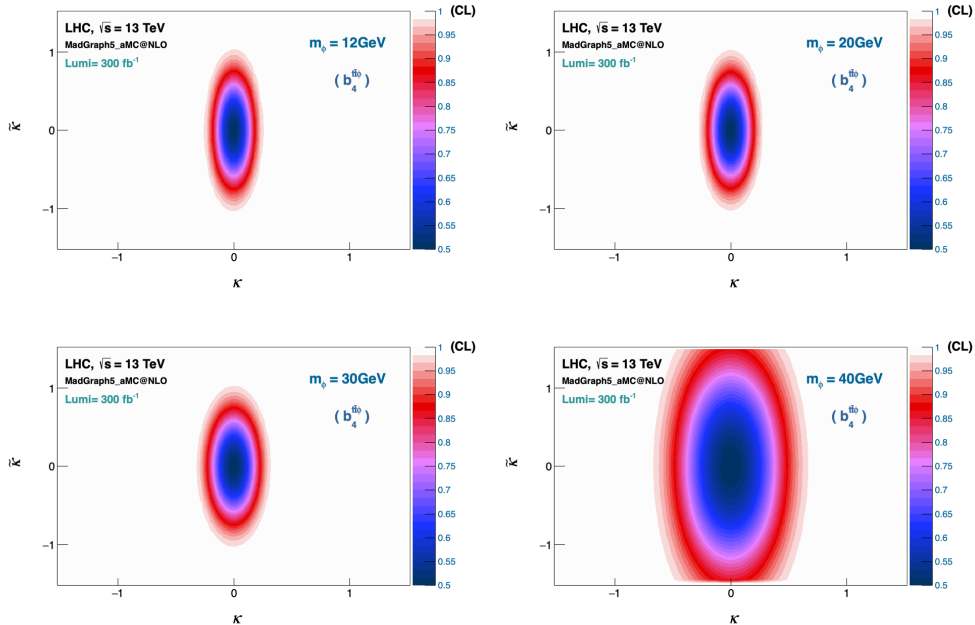 LHC, √s = 13 TeV
MadGraph5_aMC@NLO
Lumi= 300 fb⁻¹
m_ϕ = 12GeV
( b₄^{tt̄ϕ} )
(CL)
1
0.95
0.9
0.85
0.8
0.75
0.7
0.65
0.6
0.55
0.5
1
0
−1
κ̃
−1
0
1
κ
LHC, √s = 13 TeV
MadGraph5_aMC@NLO
Lumi= 300 fb⁻¹
m_ϕ = 20GeV
( b₄^{tt̄ϕ} )
(CL)
1
0.95
0.9
0.85
0.8
0.75
0.7
0.65
0.6
0.55
0.5
1
0
−1
κ̃
−1
0
1
κ
LHC, √s = 13 TeV
MadGraph5_aMC@NLO
Lumi= 300 fb⁻¹
m_ϕ = 30GeV
( b₄^{tt̄ϕ} )
(CL)
1
0.95
0.9
0.85
0.8
0.75
0.7
0.65
0.6
0.55
0.5
1
0
−1
κ̃
−1
0
1
κ
LHC, √s = 13 TeV
MadGraph5_aMC@NLO
Lumi= 300 fb⁻¹
m_ϕ = 40GeV
( b₄^{tt̄ϕ} )
(CL)
1
0.95
0.9
0.85
0.8
0.75
0.7
0.65
0.6
0.55
0.5
1
0
−1
κ̃
−1
0
1
κ